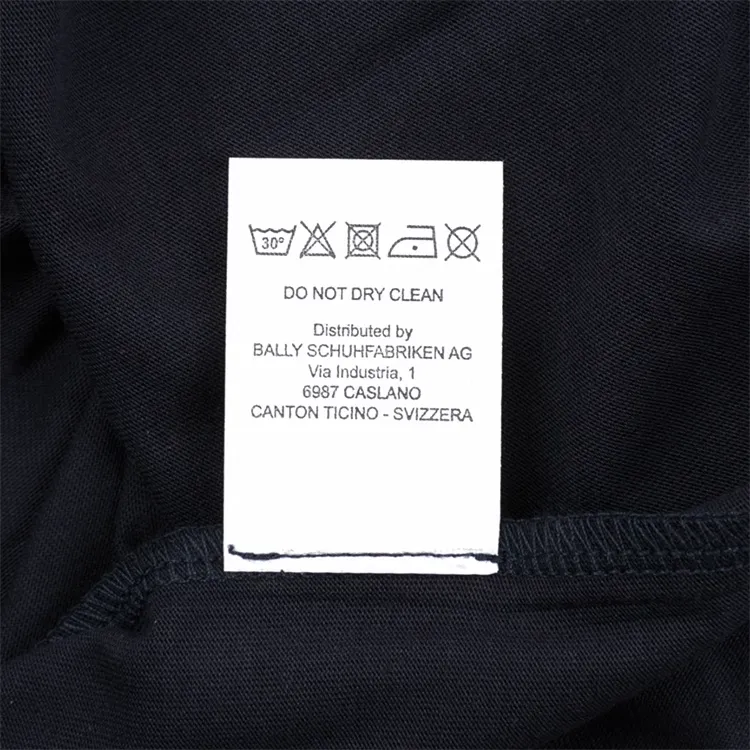 30°
DO NOT DRY CLEAN
Distributed by
BALLY SCHUHFABRIKEN AG
Via Industria, 1
6987 CASLANO
CANTON TICINO - SVIZZERA